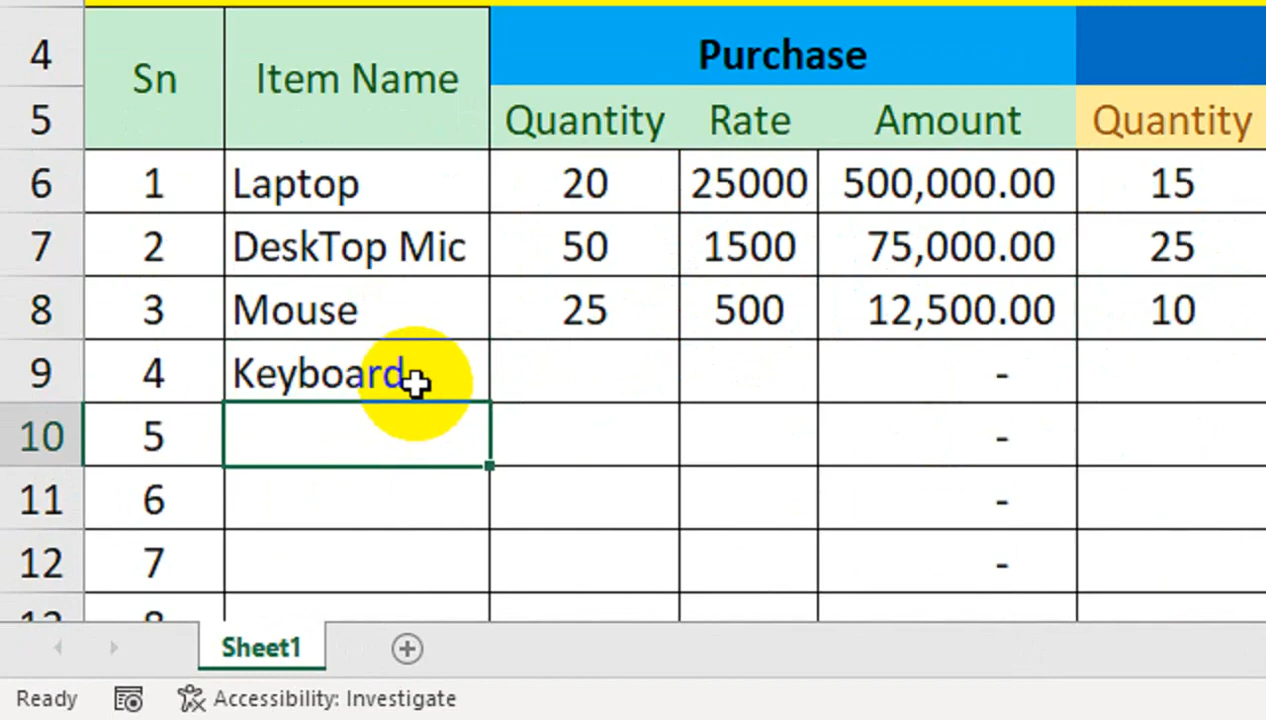 4 Sn Item Name Purchase
5 Quantity Rate Amount Quantity
6 1 Laptop 20 25000 500,000.00 15
7 2 DeskTop Mic 50 1500 75,000.00 25
8 3 Mouse 25 500 12,500.00 10
9 4 Keyboard -
10 5 -
11 6 -
12 7 -
Sheet1
Ready Accessibility: Investigate